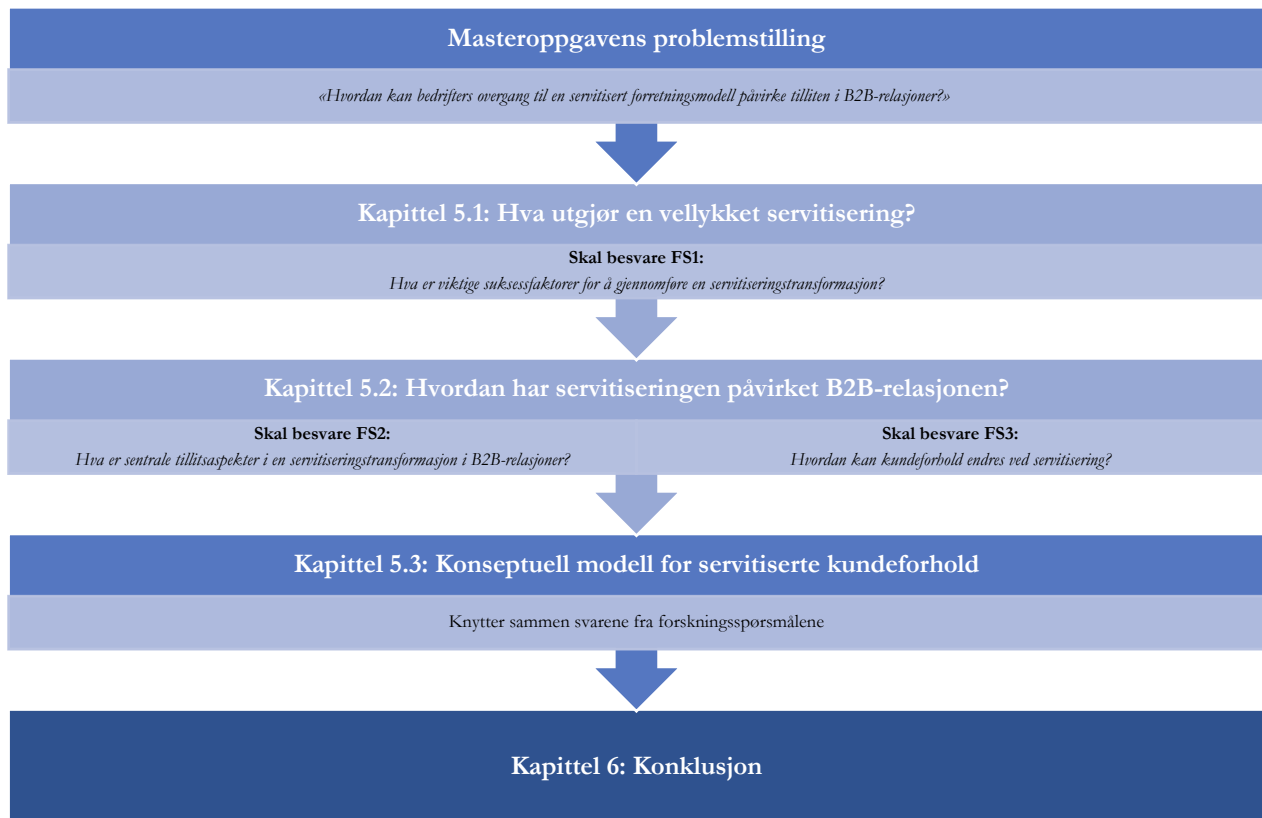 Masteroppgavens problemstilling
«Hvordan kan bedrifters overgang til en servitisert forretningsmodell påvirke tilliten i B2B-relasjoner?»
Kapittel 5.1: Hva utgjør en vellykket servitisering?
Skal besvare FS1:
Hva er viktige suksessfaktorer for å gjennomføre en servitiseringstransformasjon?
Kapittel 5.2: Hvordan har servitiseringen påvirket B2B-relasjonen?
Skal besvare FS2:
Hva er sentrale tillitsaspekter i en servitiseringstransformasjon i B2B-relasjoner?
Skal besvare FS3:
Hvordan kan kundeforhold endres ved servitisering?
Kapittel 5.3: Konseptuell modell for servitiserte kundeforhold
Knytter sammen svarene fra forskningsspørsmålene
Kapittel 6: Konklusjon